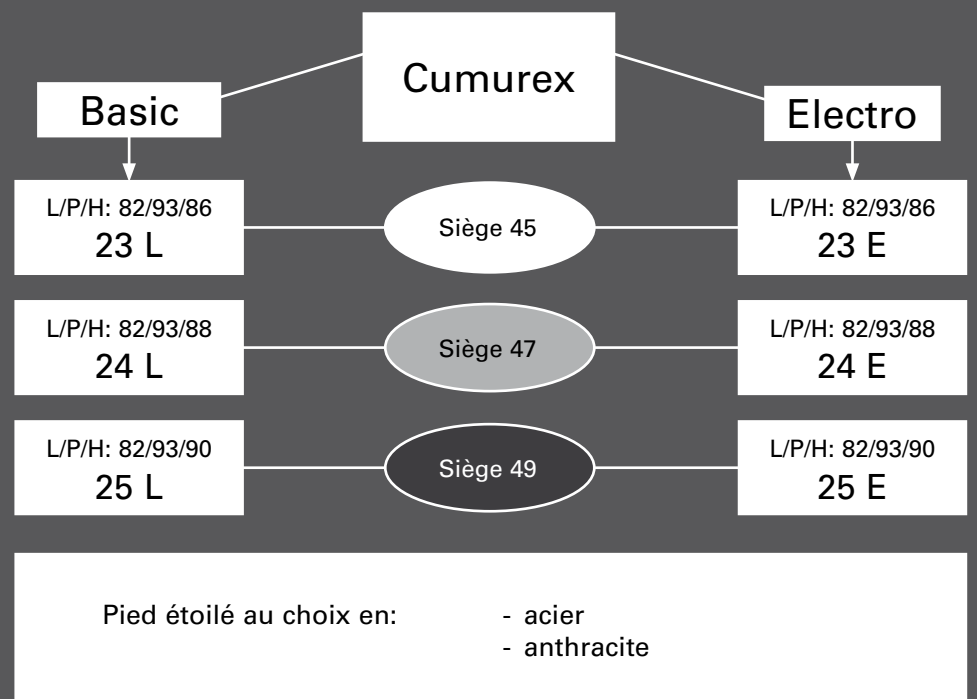 Cumurex
Basic
Electro
L/P/H: 82/93/86
23 L
Siège 45
L/P/H: 82/93/86
23 E
L/P/H: 82/93/88
24 L
Siège 47
L/P/H: 82/93/88
24 E
L/P/H: 82/93/90
25 L
Siège 49
L/P/H: 82/93/90
25 E
Pied étoilé au choix en: - acier
- anthracite